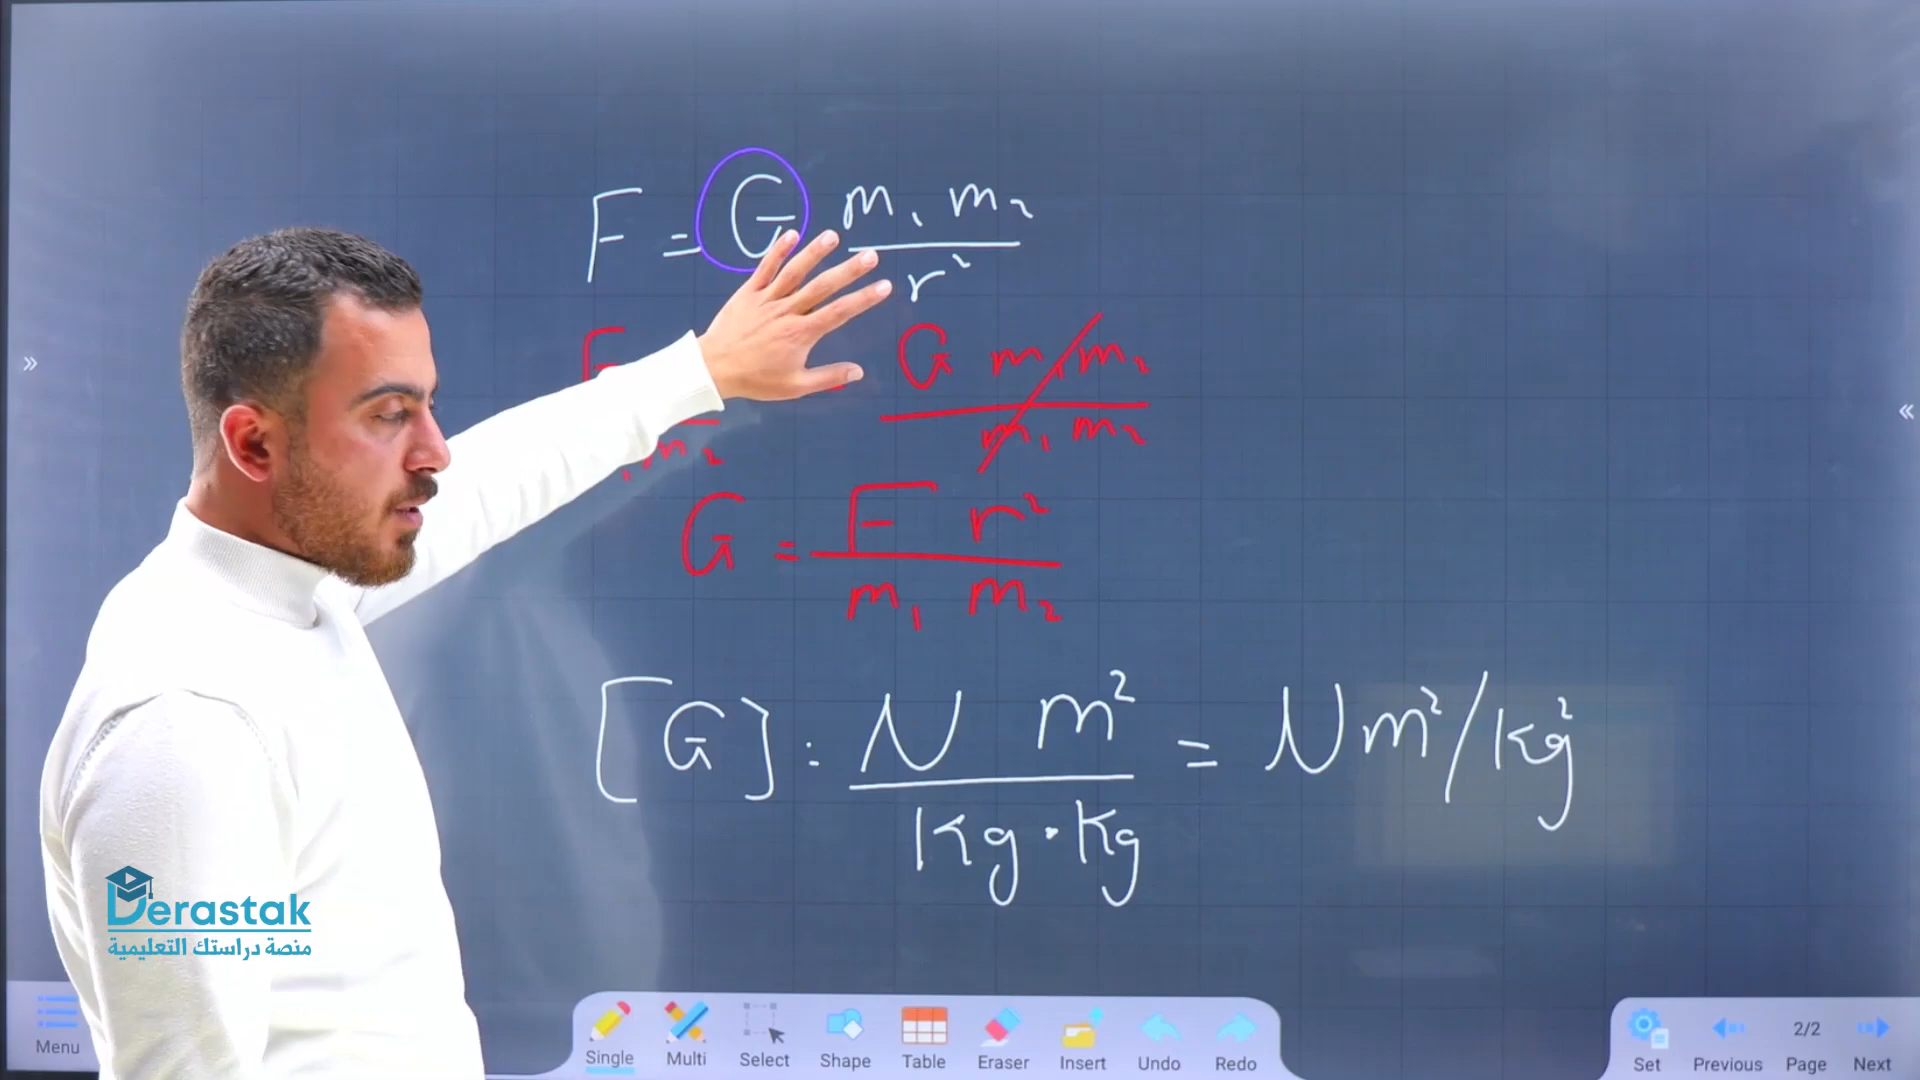 F = G m₁ m₂ / r²
F G m₁ m₂
m₂ m₁ m₂
G = F r² / m₁ m₂
[G] : N m² / Kg · Kg = N m² / Kg²
Derastak
منصة دراستك التعليمية
Menu Single Multi Select Shape Table Eraser Insert Undo Redo Set Previous 2/2 Page Next